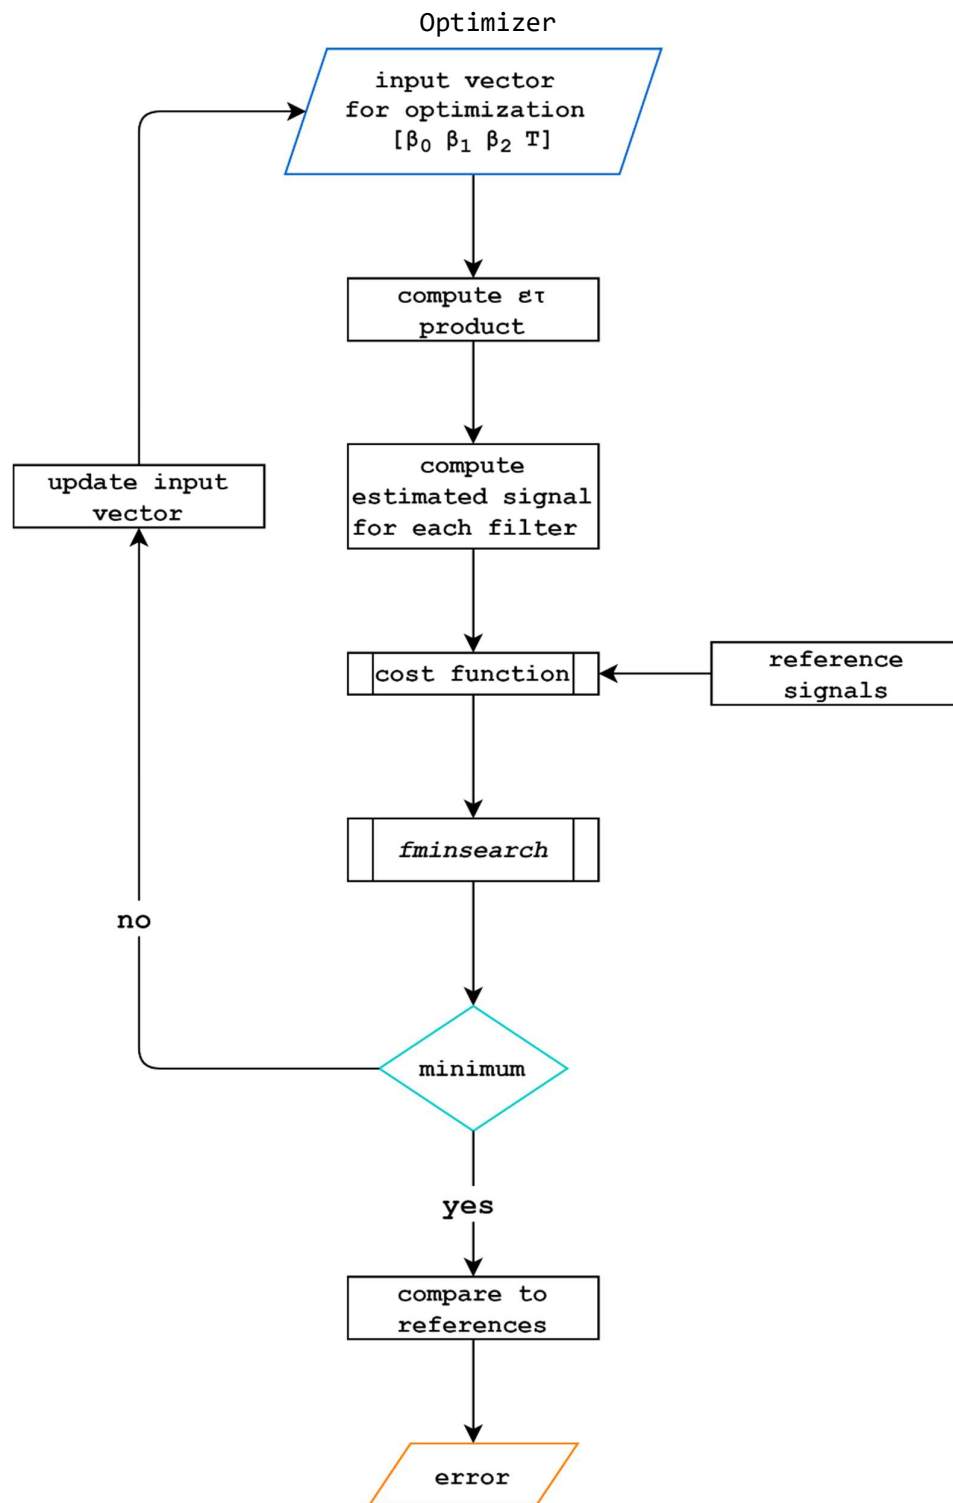 Optimizer
input vector
for optimization
[β₀ β₁ β₂ T]
compute ετ
product
compute
estimated signal
for each filter
update input
vector
cost function
reference
signals
fminsearch
no
minimum
yes
compare to
references
error